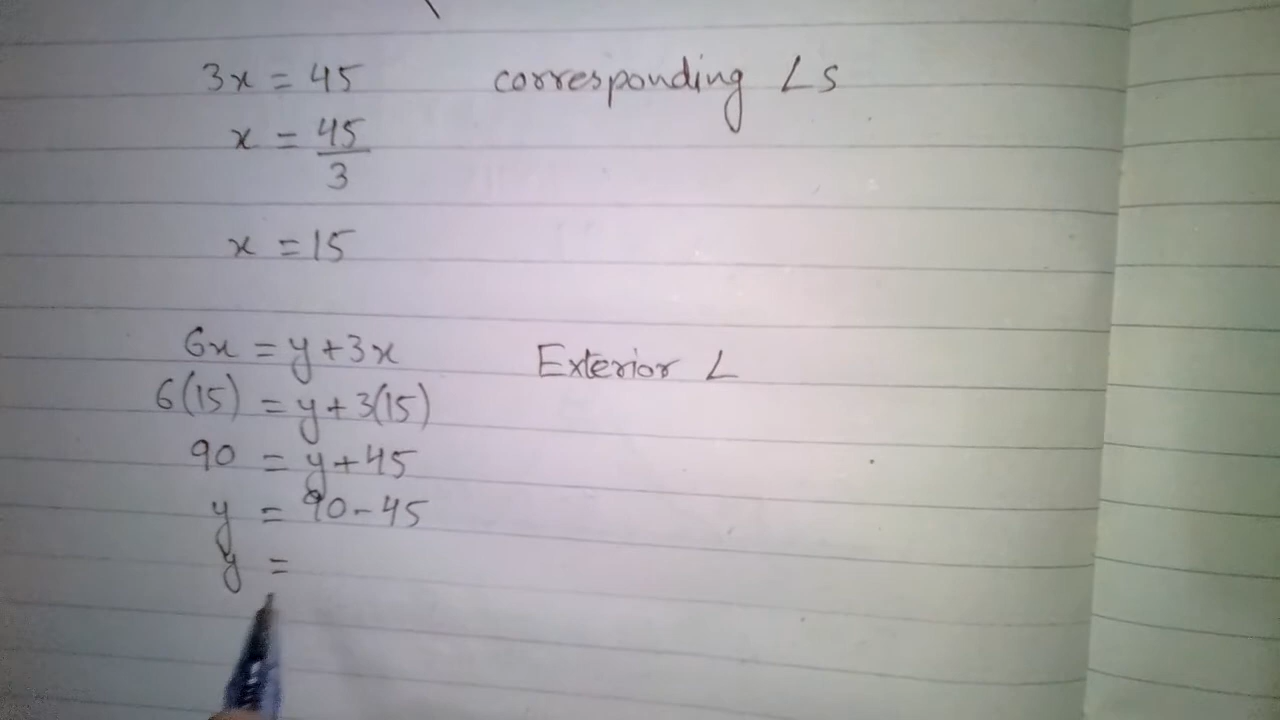 3x = 45 corresponding ∠s
x = 45/3
x = 15
6x = y + 3x Exterior ∠
6(15) = y + 3(15)
90 = y + 45
y = 90 - 45
y =